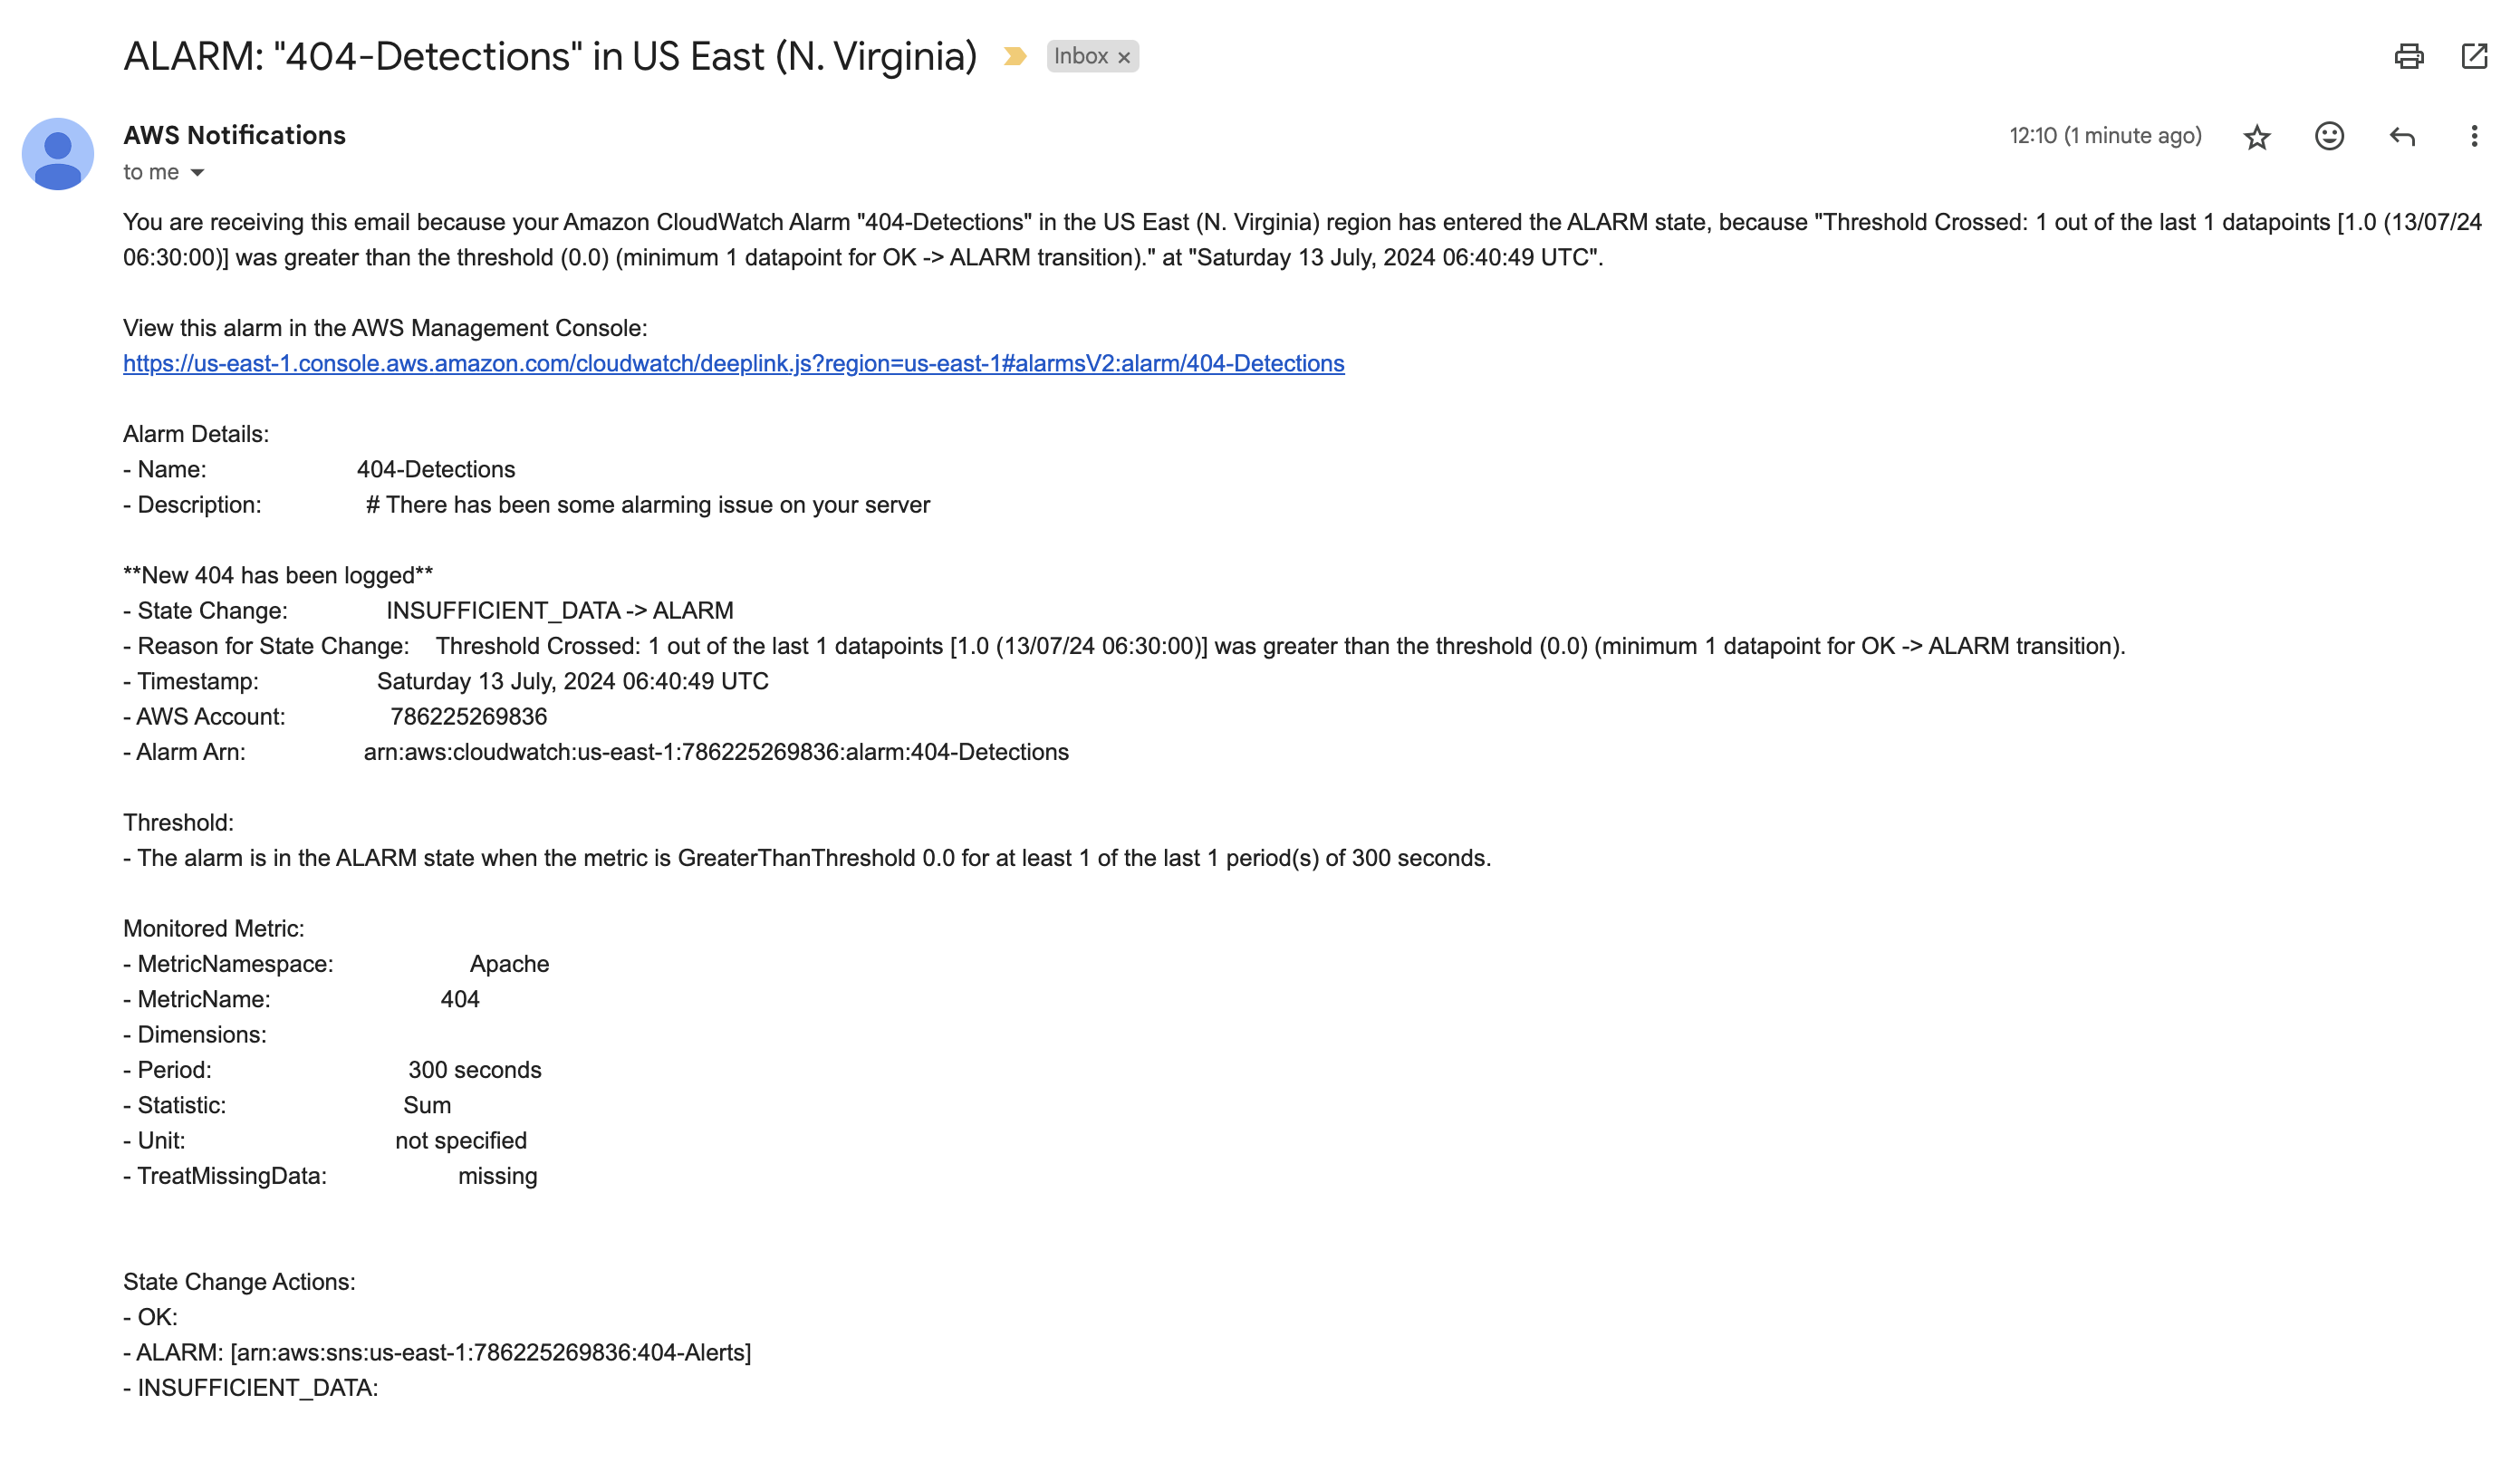 ALARM: "404-Detections" in US East (N. Virginia) Inbox ×
AWS Notifications 12:10 (1 minute ago)
to me
You are receiving this email because your Amazon CloudWatch Alarm "404-Detections" in the US East (N. Virginia) region has entered the ALARM state, because "Threshold Crossed: 1 out of the last 1 datapoints [1.0 (13/07/24
06:30:00)] was greater than the threshold (0.0) (minimum 1 datapoint for OK -> ALARM transition)." at "Saturday 13 July, 2024 06:40:49 UTC".
View this alarm in the AWS Management Console:
https://us-east-1.console.aws.amazon.com/cloudwatch/deeplink.js?region=us-east-1#alarmsV2:alarm/404-Detections
Alarm Details:
- Name: 404-Detections
- Description: # There has been some alarming issue on your server
**New 404 has been logged**
- State Change: INSUFFICIENT_DATA -> ALARM
- Reason for State Change: Threshold Crossed: 1 out of the last 1 datapoints [1.0 (13/07/24 06:30:00)] was greater than the threshold (0.0) (minimum 1 datapoint for OK -> ALARM transition).
- Timestamp: Saturday 13 July, 2024 06:40:49 UTC
- AWS Account: 786225269836
- Alarm Arn: arn:aws:cloudwatch:us-east-1:786225269836:alarm:404-Detections
Threshold:
- The alarm is in the ALARM state when the metric is GreaterThanThreshold 0.0 for at least 1 of the last 1 period(s) of 300 seconds.
Monitored Metric:
- MetricNamespace: Apache
- MetricName: 404
- Dimensions:
- Period: 300 seconds
- Statistic: Sum
- Unit: not specified
- TreatMissingData: missing
State Change Actions:
- OK:
- ALARM: [arn:aws:sns:us-east-1:786225269836:404-Alerts]
- INSUFFICIENT_DATA: